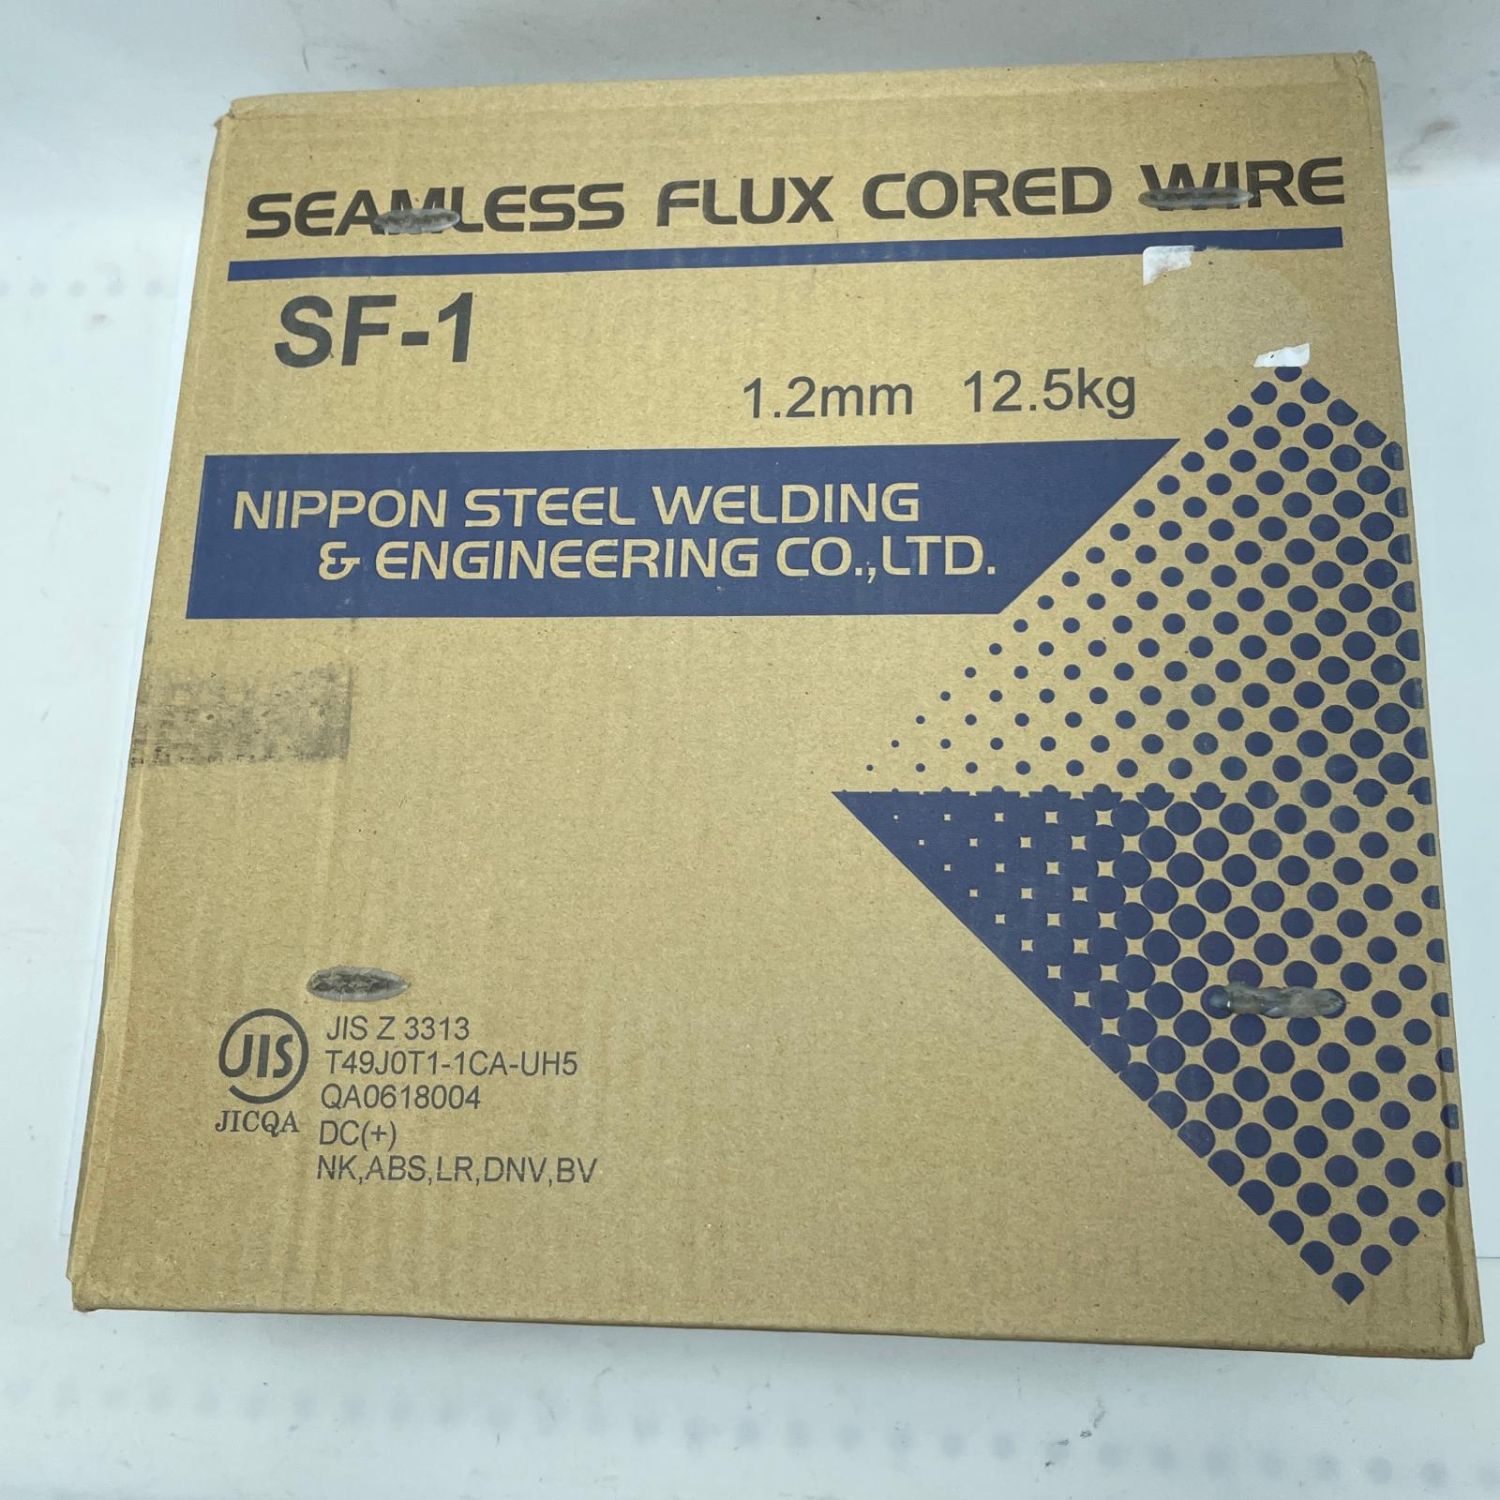 SEAMLESS FLUX CORED WIRE
SF-1
1.2mm 12.5kg
NIPPON STEEL WELDING
& ENGINEERING CO.,LTD.
JIS
JICQA
JIS Z 3313
T49J0T1-1CA-UH5
QA0618004
DC(+)
NK,ABS,LR,DNV,BV